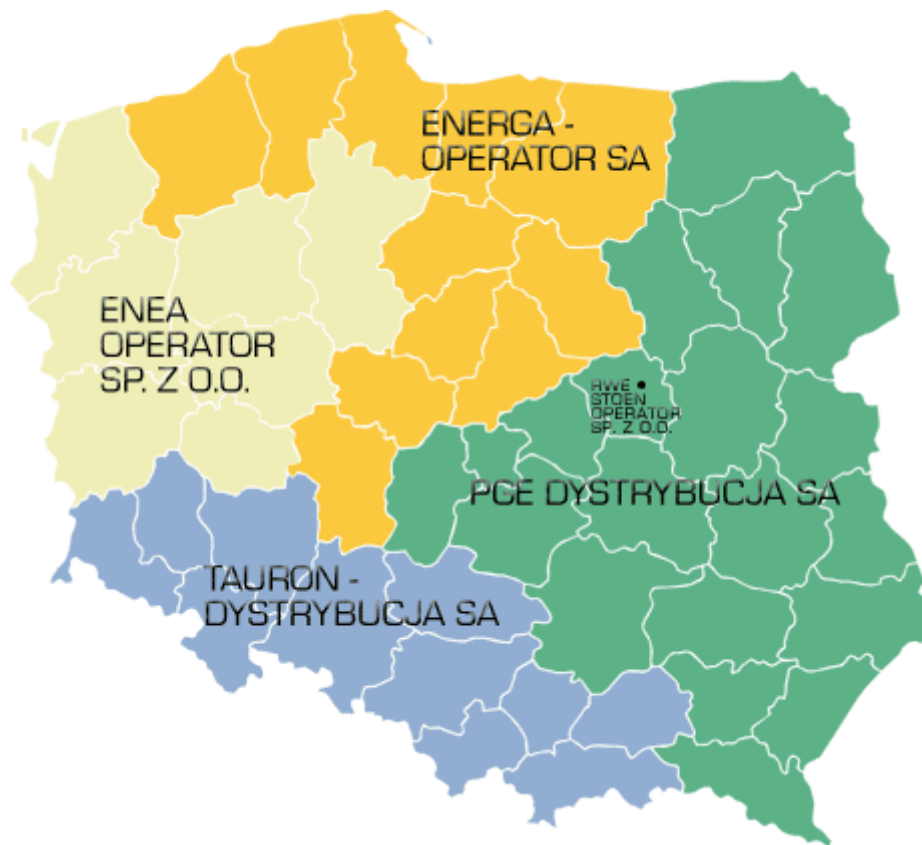 ENERGA -
OPERATOR SA
ENEA
OPERATOR
SP. Z O.O.
RWE
STOEN
OPERATOR
SP. Z O.O.
PGE DYSTRYBUCJA SA
TAURON -
DYSTRYBUCJA SA